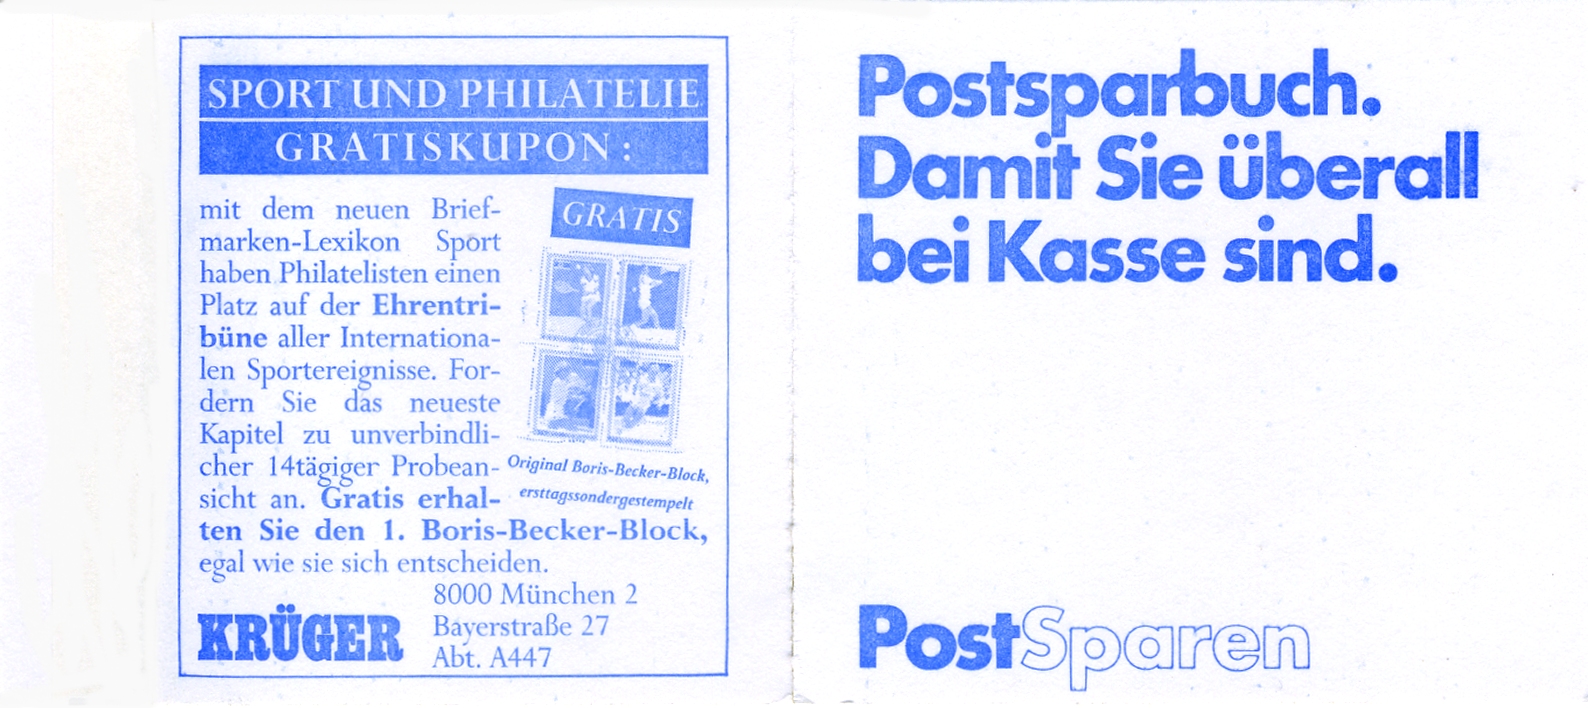 SPORT UND PHILATELIE
GRATISKUPON:
mit dem neuen Brief-
marken-Lexikon Sport
haben Philatelisten einen
Platz auf der Ehrentri-
büne aller Internationa-
len Sportereignisse. For-
dern Sie das neueste
Kapitel zu unverbindli-
cher 14tägiger Probean-
sicht an. Gratis erhal-
ten Sie den 1. Boris-Becker-Block,
egal wie sie sich entscheiden.
GRATIS
Original Boris-Becker-Block,
ersttagssondergestempelt
KRÜGER
8000 München 2
Bayerstraße 27
Abt. A447
Postsparbuch.
Damit Sie überall
bei Kasse sind.
PostSparen